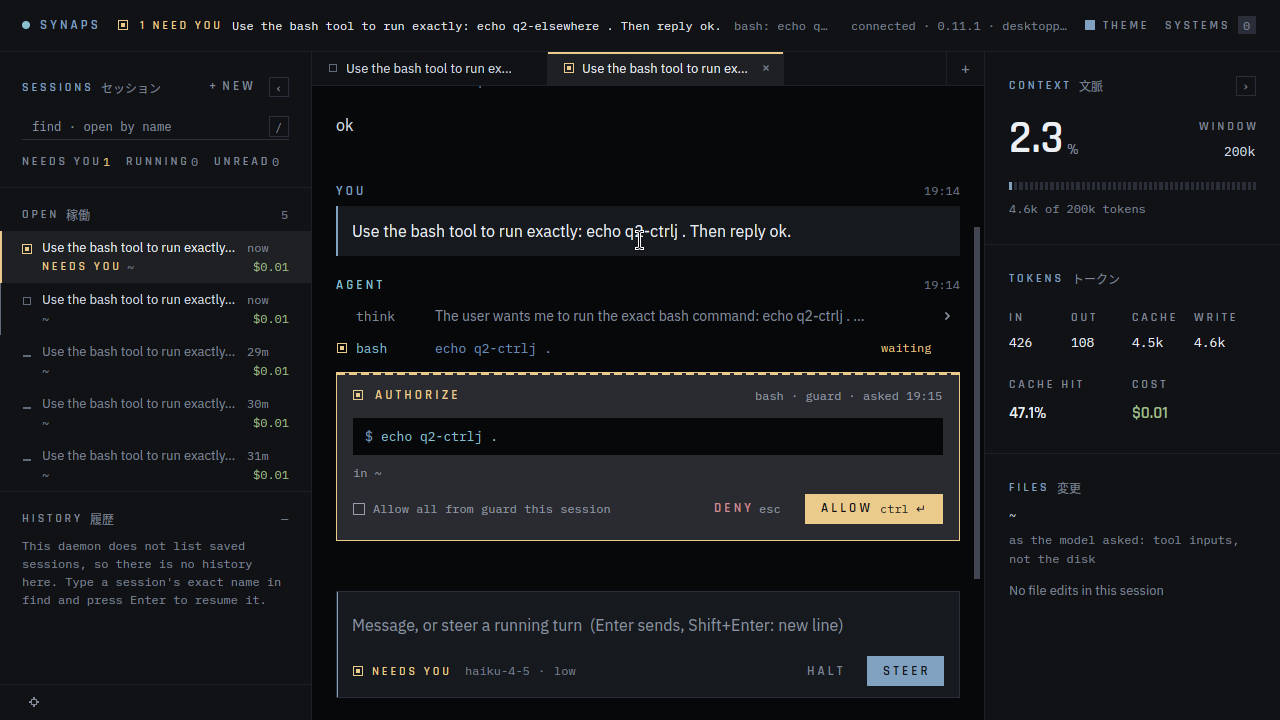 SYNAPS 1 NEED YOU Use the bash tool to run exactly: echo q2-elsewhere . Then reply ok. bash: echo q… connected · 0.11.1 · desktopp… THEME SYSTEMS 0
SESSIONS セッション + NEW ‹
find · open by name /
NEEDS YOU 1 RUNNING 0 UNREAD 0
OPEN 稼働 5
Use the bash tool to run exactly… now
NEEDS YOU ~ $0.01
Use the bash tool to run exactly… now
~ $0.01
Use the bash tool to run exactly… 29m
~ $0.01
Use the bash tool to run exactly… 30m
~ $0.01
Use the bash tool to run exactly… 31m
~ $0.01
HISTORY 履歴 —
This daemon does not list saved
sessions, so there is no history
here. Type a session's exact name in
find and press Enter to resume it.
Use the bash tool to run ex… Use the bash tool to run ex… × +
ok
YOU 19:14
Use the bash tool to run exactly: echo q2-ctrlj . Then reply ok.
AGENT 19:14
think The user wants me to run the exact bash command: echo q2-ctrlj . … ›
bash echo q2-ctrlj . waiting
AUTHORIZE bash · guard · asked 19:15
$ echo q2-ctrlj .
in ~
Allow all from guard this session DENY esc ALLOW ctrl ↵
Message, or steer a running turn (Enter sends, Shift+Enter: new line)
NEEDS YOU haiku-4-5 · low HALT STEER
CONTEXT 文脈 ›
2.3 % WINDOW
200k
4.6k of 200k tokens
TOKENS トークン
IN OUT CACHE WRITE
426 108 4.5k 4.6k
CACHE HIT COST
47.1% $0.01
FILES 変更
~
as the model asked: tool inputs,
not the disk
No file edits in this session